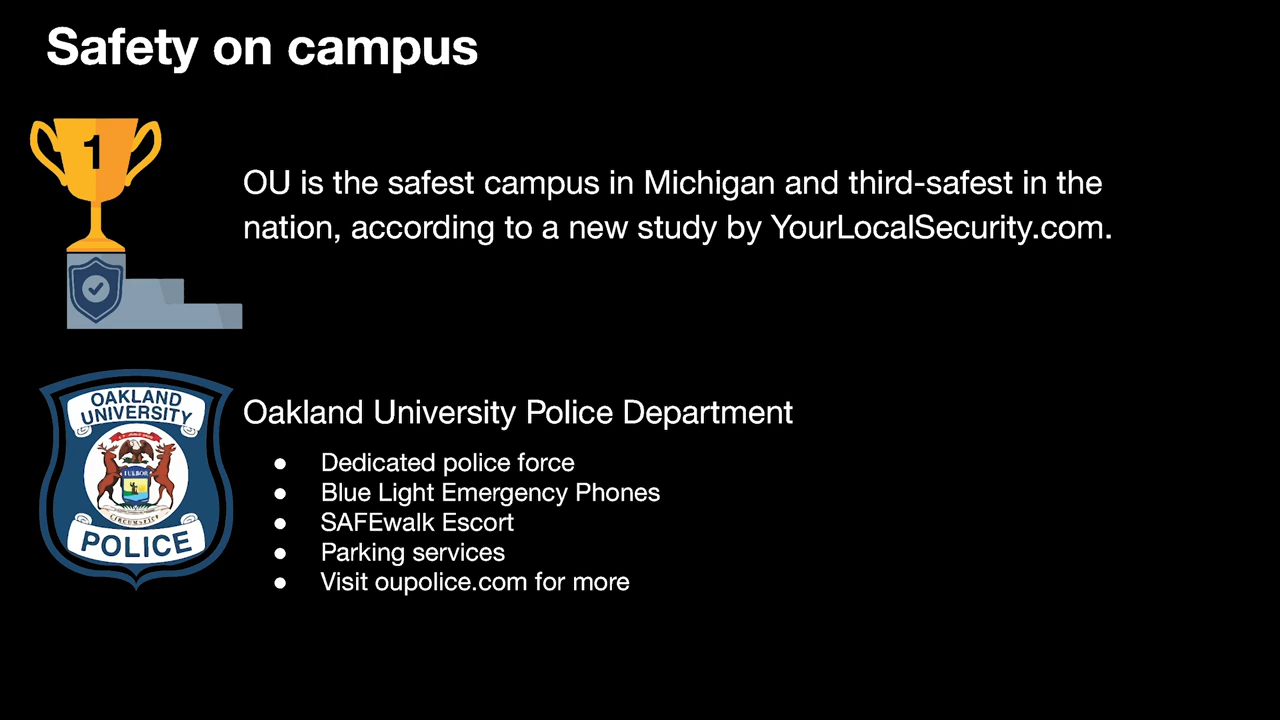 Safety on campus
1
OU is the safest campus in Michigan and third-safest in the
nation, according to a new study by YourLocalSecurity.com.
OAKLAND
UNIVERSITY
TUEBOR
CIRCUMSPICE
POLICE
Oakland University Police Department
● Dedicated police force
● Blue Light Emergency Phones
● SAFEwalk Escort
● Parking services
● Visit oupolice.com for more